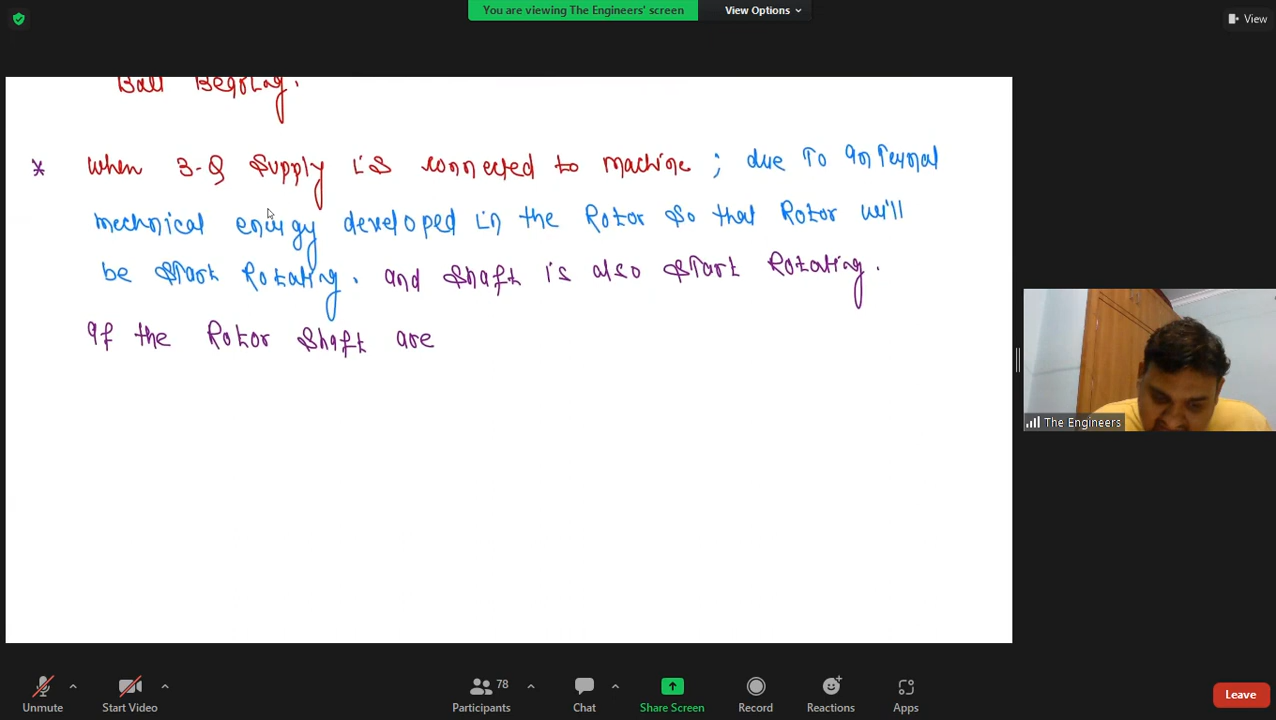 You are viewing The Engineers' screen
View Options
View
Ball Bearing.
* when 3-Q supply is connected to machine ; due to internal
mechnical energy developed in the Rotor so that Rotor will
be start Rotating. and shaft is also start Rotating.
If the Rotor shaft are
The Engineers
Unmute
Start Video
78
Participants
Chat
Share Screen
Record
Reactions
Apps
Leave